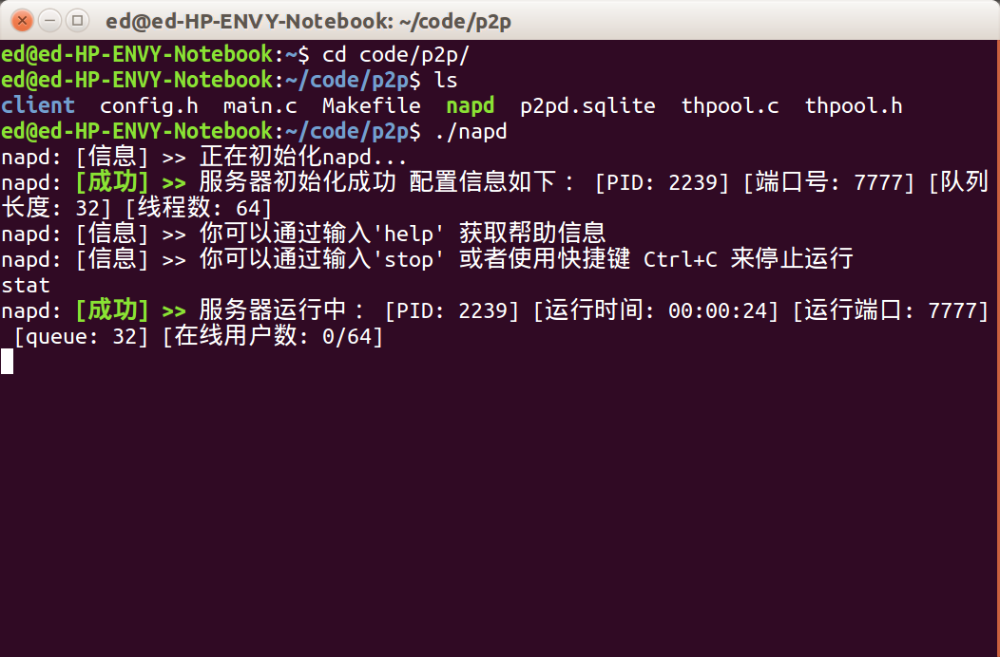 ed@ed-HP-ENVY-Notebook: ~/code/p2p
ed@ed-HP-ENVY-Notebook:~$ cd code/p2p/
ed@ed-HP-ENVY-Notebook:~/code/p2p$ ls
client  config.h  main.c  Makefile  napd  p2pd.sqlite  thpool.c  thpool.h
ed@ed-HP-ENVY-Notebook:~/code/p2p$ ./napd
napd: [信息] >> 正在初始化napd...
napd: [成功] >> 服务器初始化成功 配置信息如下： [PID: 2239] [端口号: 7777] [队列
长度: 32] [线程数: 64]
napd: [信息] >> 你可以通过输入'help' 获取帮助信息
napd: [信息] >> 你可以通过输入'stop' 或者使用快捷键 Ctrl+C 来停止运行
stat
napd: [成功] >> 服务器运行中： [PID: 2239] [运行时间: 00:00:24] [运行端口: 7777]
 [queue: 32] [在线用户数: 0/64]